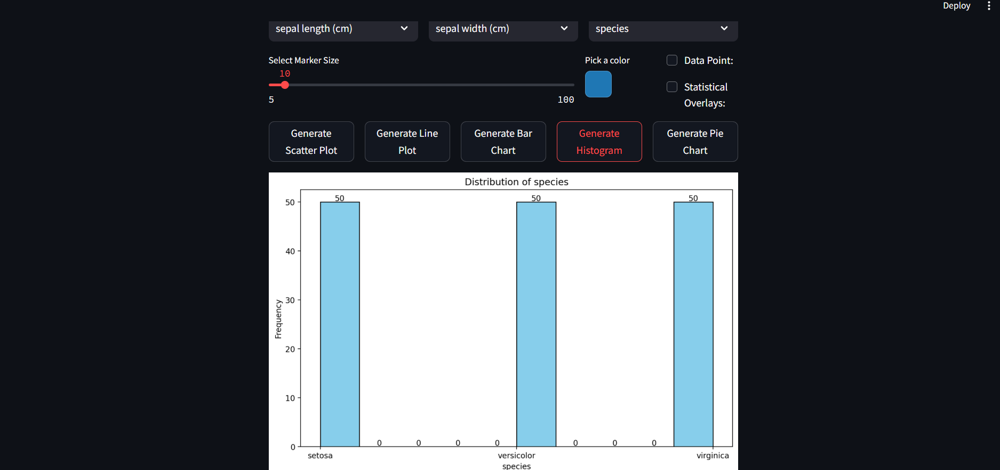 Deploy
sepal length (cm)
sepal width (cm)
species
Select Marker Size
10
5
100
Pick a color
Data Point:
Statistical
Overlays:
Generate
Scatter Plot
Generate Line
Plot
Generate Bar
Chart
Generate
Histogram
Generate Pie
Chart
Distribution of species
Frequency
50
40
30
20
10
0
50
50
50
0
0
0
0
0
0
0
setosa
versicolor
virginica
species